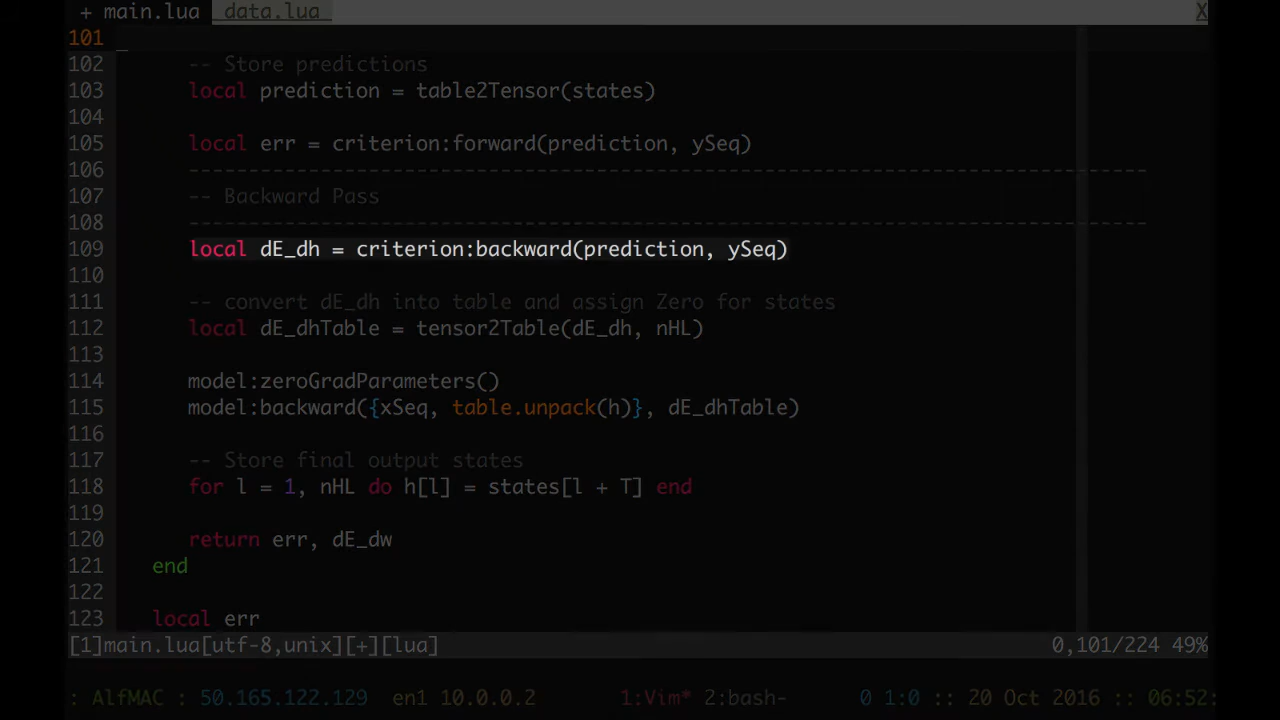 + main.lua data.lua X
101
102 -- Store predictions
103 local prediction = table2Tensor(states)
104
105 local err = criterion:forward(prediction, ySeq)
106 --------------------------------------------------------------------------------
107 -- Backward Pass
108 --------------------------------------------------------------------------------
109 local dE_dh = criterion:backward(prediction, ySeq)
110
111 -- convert dE_dh into table and assign Zero for states
112 local dE_dhTable = tensor2Table(dE_dh, nHL)
113
114 model:zeroGradParameters()
115 model:backward({xSeq, table.unpack(h)}, dE_dhTable)
116
117 -- Store final output states
118 for l = 1, nHL do h[l] = states[l + T] end
119
120 return err, dE_dw
121 end
122
123 local err
[1]main.lua[utf-8,unix][+][lua] 0,101/224 49%
: AlfMAC : 50.165.122.129 en1 10.0.0.2 1:Vim* 2:bash- 0 1:0 :: 20 Oct 2016 :: 06:52: